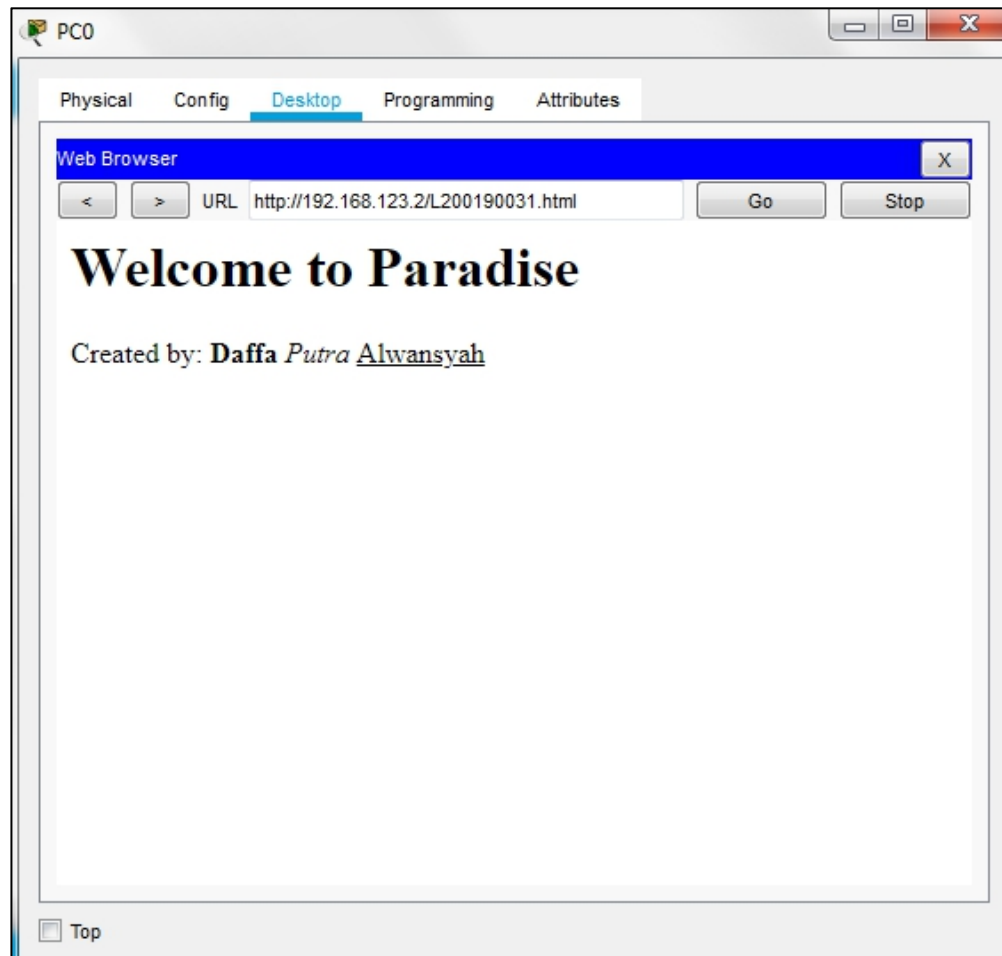 PC0
X
Physical Config Desktop Programming Attributes
Web Browser X
< > URL http://192.168.123.2/L200190031.html Go Stop
Welcome to Paradise
Created by: Daffa Putra Alwansyah
Top